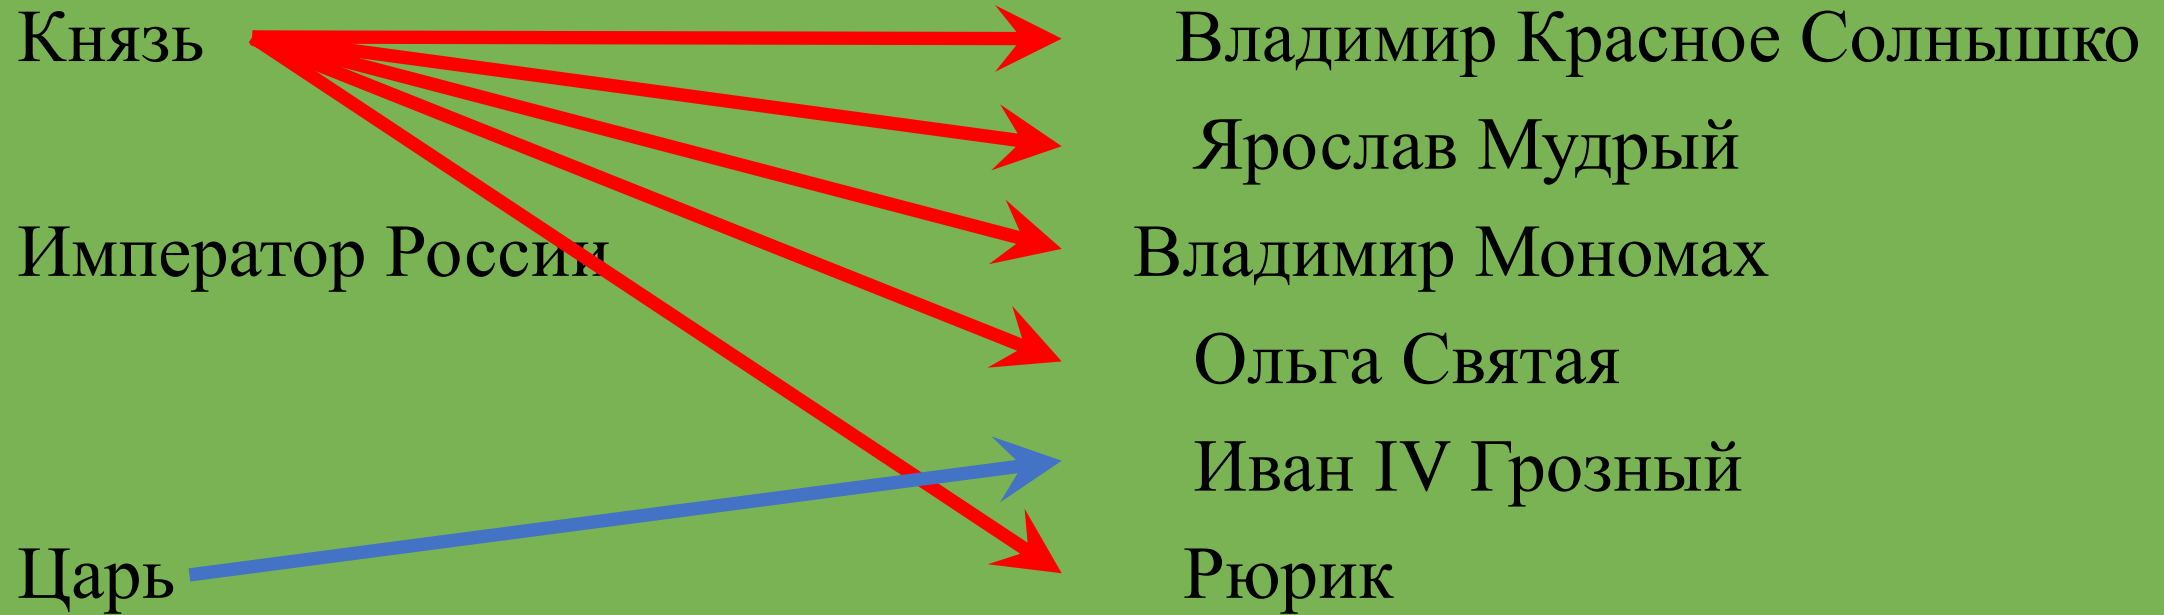 Князь Владимир Красное Солнышко
Ярослав Мудрый
Император России Владимир Мономах
Ольга Святая
Иван IV Грозный
Царь Рюрик